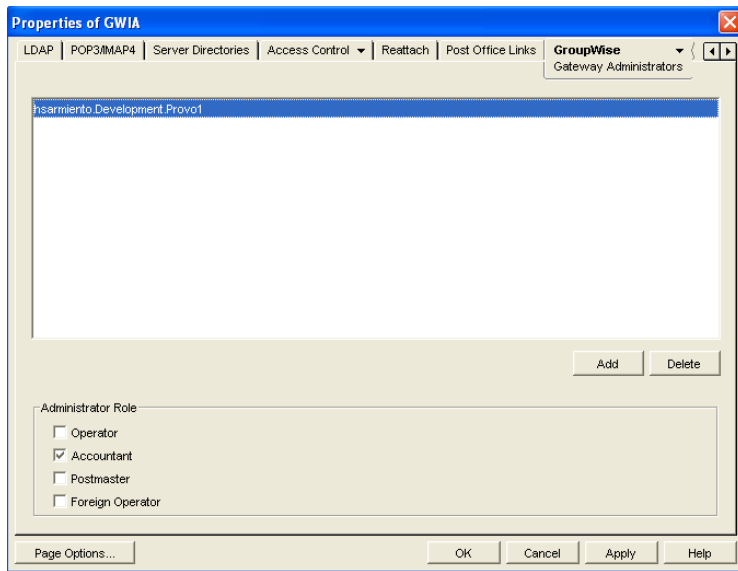 Properties of GWIA
LDAP POP3/IMAP4 Server Directories Access Control Reattach Post Office Links GroupWise
Gateway Administrators
hsarmiento.Development.Provo1
Add Delete
Administrator Role
Operator
Accountant
Postmaster
Foreign Operator
Page Options... OK Cancel Apply Help